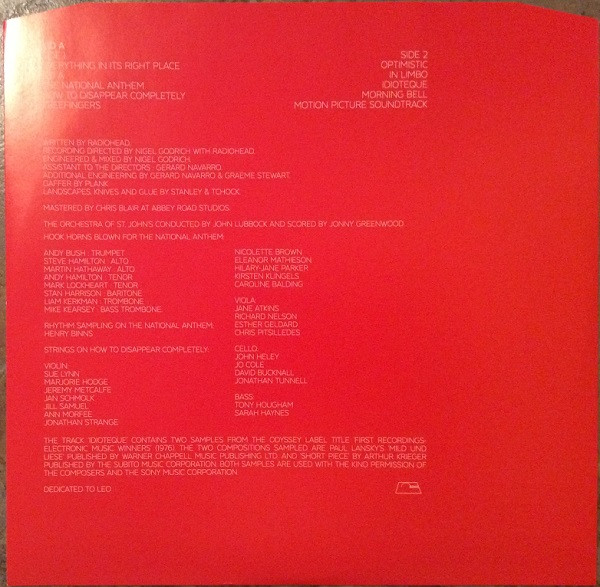 SIDE 2
EVERYTHING IN ITS RIGHT PLACE
OPTIMISTIC
IN LIMBO
NATIONAL ANTHEM
IDIOTEQUE
HOW TO DISAPPEAR COMPLETELY
MORNING BELL
TREEFINGERS
MOTION PICTURE SOUNDTRACK
WRITTEN BY RADIOHEAD.
RECORDING DIRECTED BY NIGEL GODRICH WITH RADIOHEAD.
ENGINEERED & MIXED BY NIGEL GODRICH.
ASSISTANT TO THE DIRECTORS : GERARD NAVARRO.
ADDITIONAL ENGINEERING BY GERARD NAVARRO & GRAEME STEWART.
DAFFER BY PLANK.
LANDSCAPES, KNIVES AND GLUE BY STANLEY & TCHOCK.
MASTERED BY CHRIS BLAIR AT ABBEY ROAD STUDIOS.
THE ORCHESTRA OF ST. JOHN'S CONDUCTED BY JOHN LUBBOCK AND SCORED BY JONNY GREENWOOD.
HOOK HORNS BLOWN FOR THE NATIONAL ANTHEM:
ANDY BUSH : TRUMPET
STEVE HAMILTON : ALTO
MARTIN HATHAWAY : ALTO
ANDY HAMILTON : TENOR
MARK LOCKHEART : TENOR
STAN HARRISON : BARITONE
LIAM KERKMAN : TROMBONE
MIKE KEARSEY : BASS TROMBONE.
RHYTHM SAMPLING ON THE NATIONAL ANTHEM:
HENRY BINNS
STRINGS ON HOW TO DISAPPEAR COMPLETELY:
VIOLIN:
SUE LYNN
MARJORIE HODGE
JEREMY METCALFE
JAN SCHMOLK
JILL SAMUEL
ANN MORFEE
JONATHAN STRANGE
NICOLETTE BROWN
ELEANOR MATHIESON
HILARY-JANE PARKER
KIRSTEN KLINGELS
CAROLINE BALDING
VIOLA:
JANE ATKINS
RICHARD NELSON
ESTHER GELDARD
CHRIS PITSILLEDES
CELLO:
JOHN HELEY
JO COLE
DAVID BUCKNALL
JONATHAN TUNNELL
BASS:
TONY HOUGHAM
SARAH HAYNES
THE TRACK 'IDIOTEQUE' CONTAINS TWO SAMPLES FROM THE ODYSSEY LABEL TITLE FIRST RECORDINGS:
ELECTRONIC MUSIC WINNERS' (1976). THE TWO COMPOSITIONS SAMPLED ARE PAUL LANSKY'S 'MILD UND
LIESE' PUBLISHED BY WARNER CHAPPELL MUSIC PUBLISHING LTD. AND 'SHORT PIECE' BY ARTHUR KRIEGER
PUBLISHED BY THE SUBITO MUSIC CORPORATION. BOTH SAMPLES ARE USED WITH THE KIND PERMISSION OF
THE COMPOSERS AND THE SONY MUSIC CORPORATION.
DEDICATED TO LEO